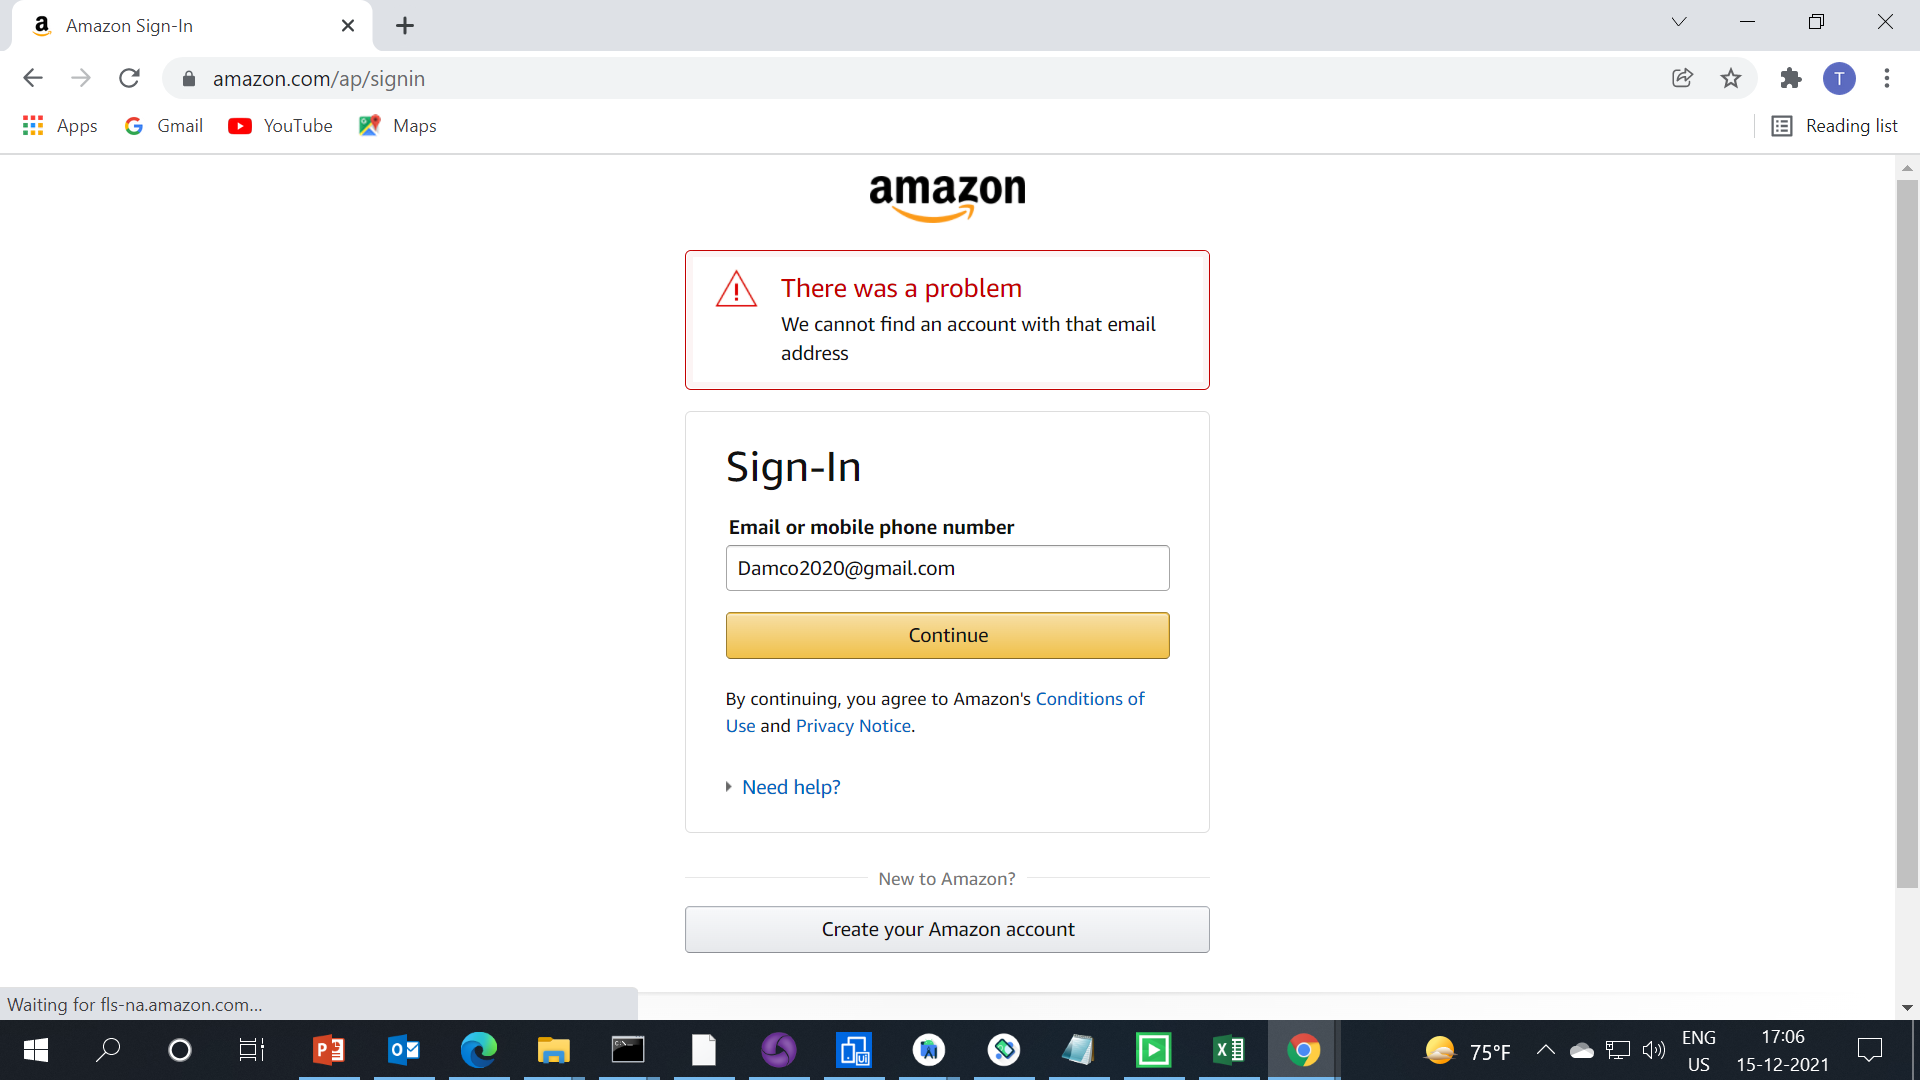 Amazon Sign-In
amazon.com/ap/signin
T
Apps
Gmail
YouTube
Maps
Reading list
amazon
There was a problem
We cannot find an account with that email
address
Sign-In
Email or mobile phone number
Damco2020@gmail.com
Continue
By continuing, you agree to Amazon's Conditions of
Use and Privacy Notice.
Need help?
New to Amazon?
Create your Amazon account
Waiting for fls-na.amazon.com...
75°F
ENG
US
17:06
15-12-2021